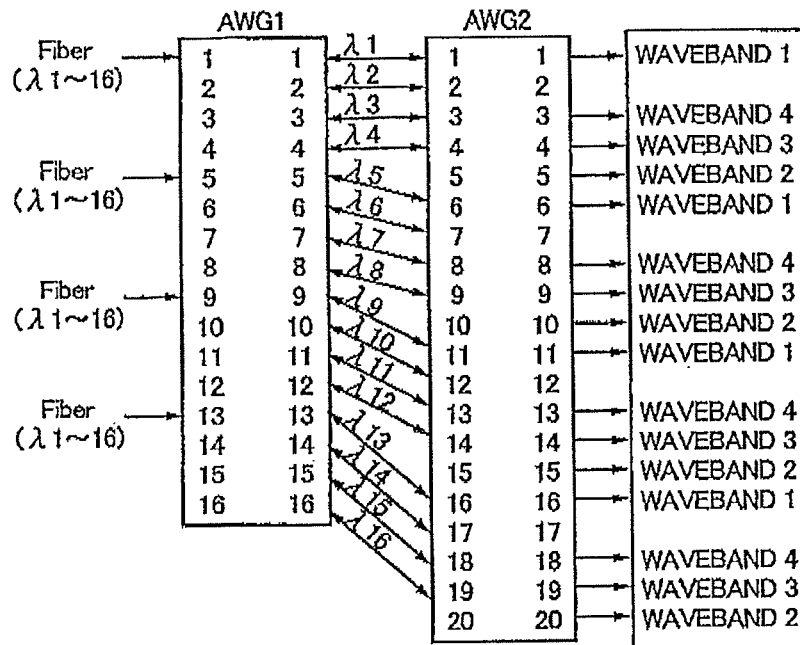 AWG1
AWG2
Fiber
(λ1~16)
Fiber
(λ1~16)
Fiber
(λ1~16)
Fiber
(λ1~16)
1 1
2 2
3 3
4 4
5 5
6 6
7 7
8 8
9 9
10 10
11 11
12 12
13 13
14 14
15 15
16 16
λ1
λ2
λ3
λ4
λ5
λ6
λ7
λ8
λ9
λ10
λ11
λ12
λ13
λ14
λ15
λ16
1 1
2 2
3 3
4 4
5 5
6 6
7 7
8 8
9 9
10 10
11 11
12 12
13 13
14 14
15 15
16 16
17 17
18 18
19 19
20 20
WAVEBAND 1
WAVEBAND 4
WAVEBAND 3
WAVEBAND 2
WAVEBAND 1
WAVEBAND 4
WAVEBAND 3
WAVEBAND 2
WAVEBAND 1
WAVEBAND 4
WAVEBAND 3
WAVEBAND 2
WAVEBAND 1
WAVEBAND 4
WAVEBAND 3
WAVEBAND 2